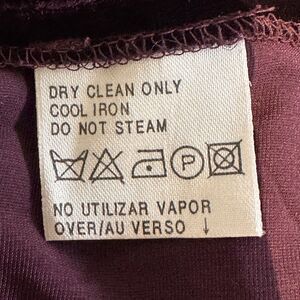 DRY CLEAN ONLY
COOL IRON
DO NOT STEAM
P
NO UTILIZAR VAPOR
OVER/AU VERSO ↓